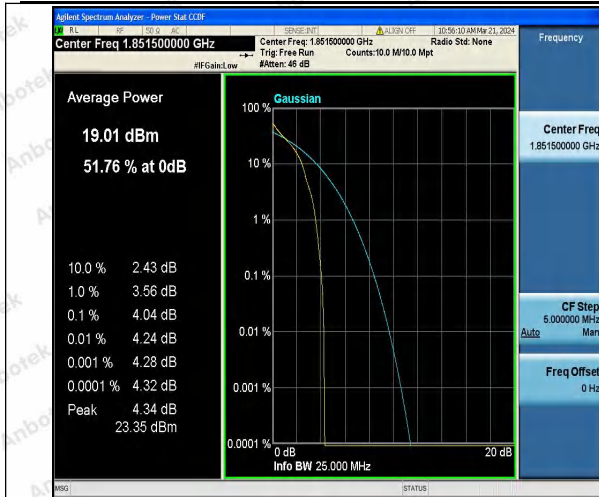 Agilent Spectrum Analyzer - Power Stat CCDF
RL RF 50 Ω AC SENSE:INT ALIGN OFF 10:56:10 AM Mar 21, 2024
Center Freq 1.851500000 GHz
Center Freq: 1.851500000 GHz Radio Std: None
Trig: Free Run Counts:10.0 M/10.0 Mpt
#IFGain:Low #Atten: 46 dB
Frequency
Average Power
19.01 dBm
51.76 % at 0dB
10.0 % 2.43 dB
1.0 % 3.56 dB
0.1 % 4.04 dB
0.01 % 4.24 dB
0.001 % 4.28 dB
0.0001 % 4.32 dB
Peak 4.34 dB
23.35 dBm
Gaussian
100 %
10 %
1 %
0.1 %
0.01 %
0.001 %
0.0001 %
0 dB 20 dB
Info BW 25.000 MHz
Center Freq
1.851500000 GHz
CF Step
5.000000 MHz
Auto Man
Freq Offset
0 Hz
MSG STATUS